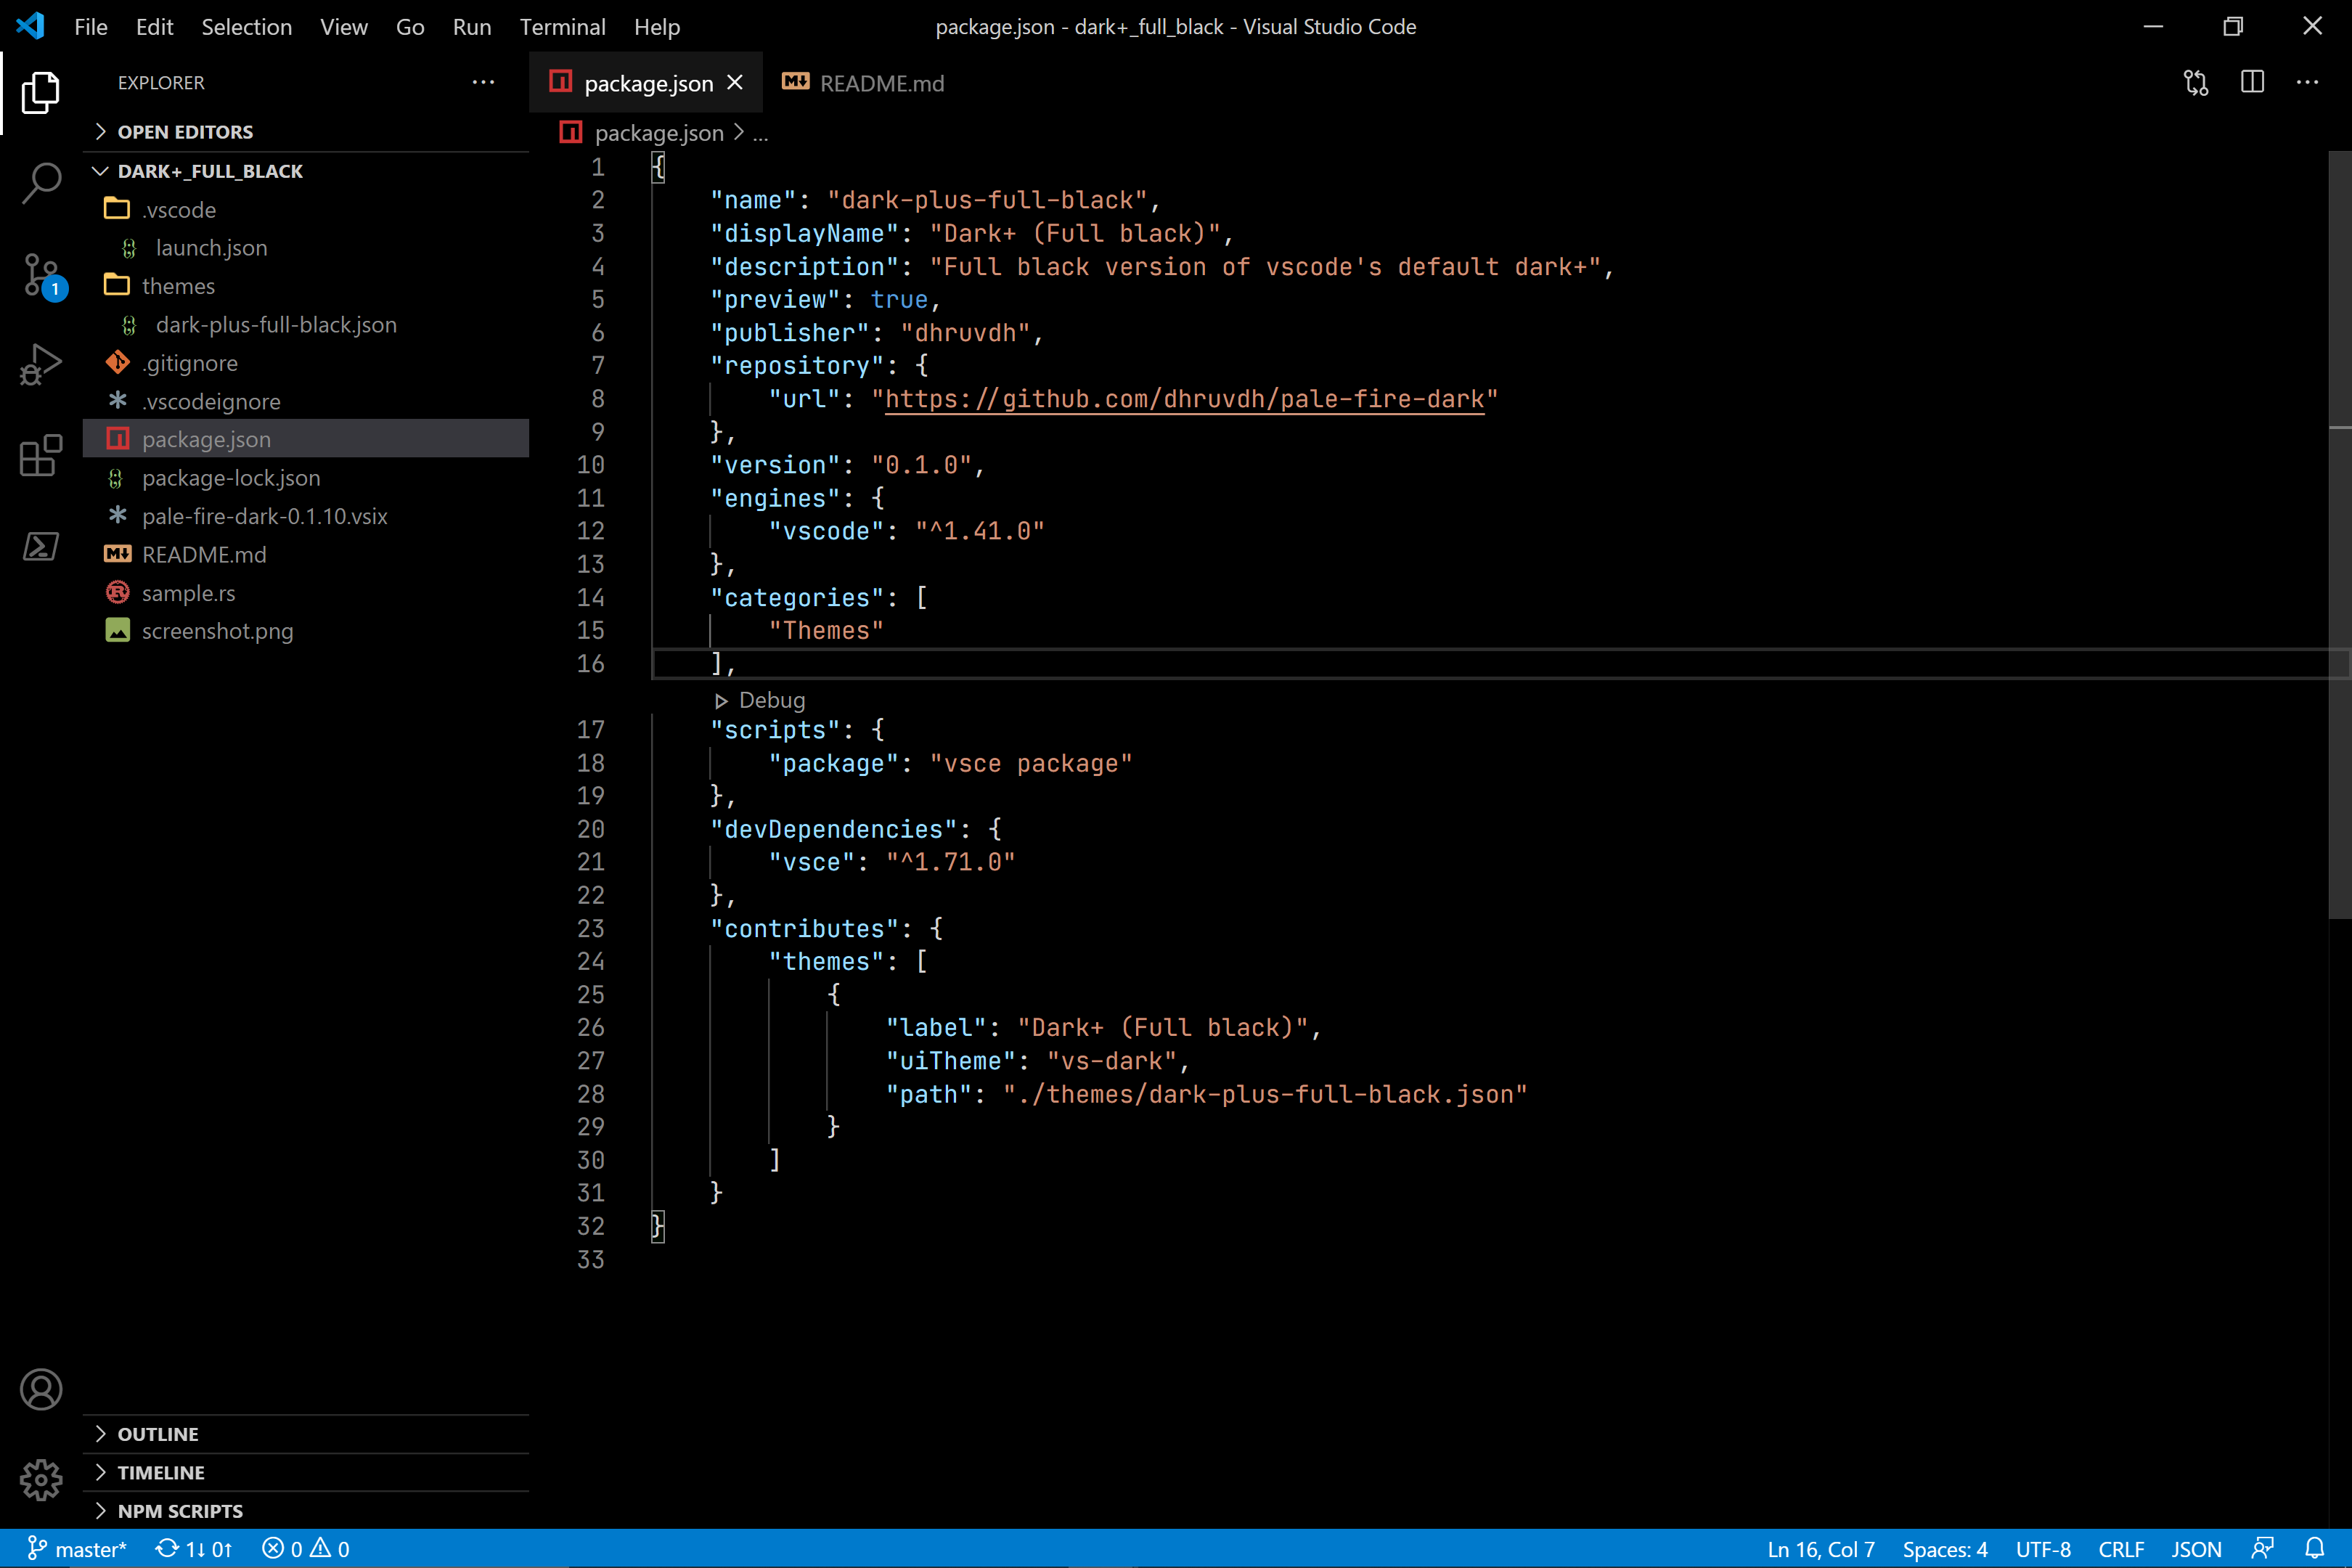 File Edit Selection View Go Run Terminal Help package.json - dark+_full_black - Visual Studio Code
EXPLORER
OPEN EDITORS
DARK+_FULL_BLACK
.vscode
launch.json
themes
dark-plus-full-black.json
.gitignore
.vscodeignore
package.json
package-lock.json
pale-fire-dark-0.1.10.vsix
README.md
sample.rs
screenshot.png
OUTLINE
TIMELINE
NPM SCRIPTS
1
package.json README.md
package.json > ...
1 {
2 "name": "dark-plus-full-black",
3 "displayName": "Dark+ (Full black)",
4 "description": "Full black version of vscode's default dark+",
5 "preview": true,
6 "publisher": "dhruvdh",
7 "repository": {
8 "url": "https://github.com/dhruvdh/pale-fire-dark"
9 },
10 "version": "0.1.0",
11 "engines": {
12 "vscode": "^1.41.0"
13 },
14 "categories": [
15 "Themes"
16 ],
Debug
17 "scripts": {
18 "package": "vsce package"
19 },
20 "devDependencies": {
21 "vsce": "^1.71.0"
22 },
23 "contributes": {
24 "themes": [
25 {
26 "label": "Dark+ (Full black)",
27 "uiTheme": "vs-dark",
28 "path": "./themes/dark-plus-full-black.json"
29 }
30 ]
31 }
32 }
33
master* 1↓ 0↑ 0 0 Ln 16, Col 7 Spaces: 4 UTF-8 CRLF JSON